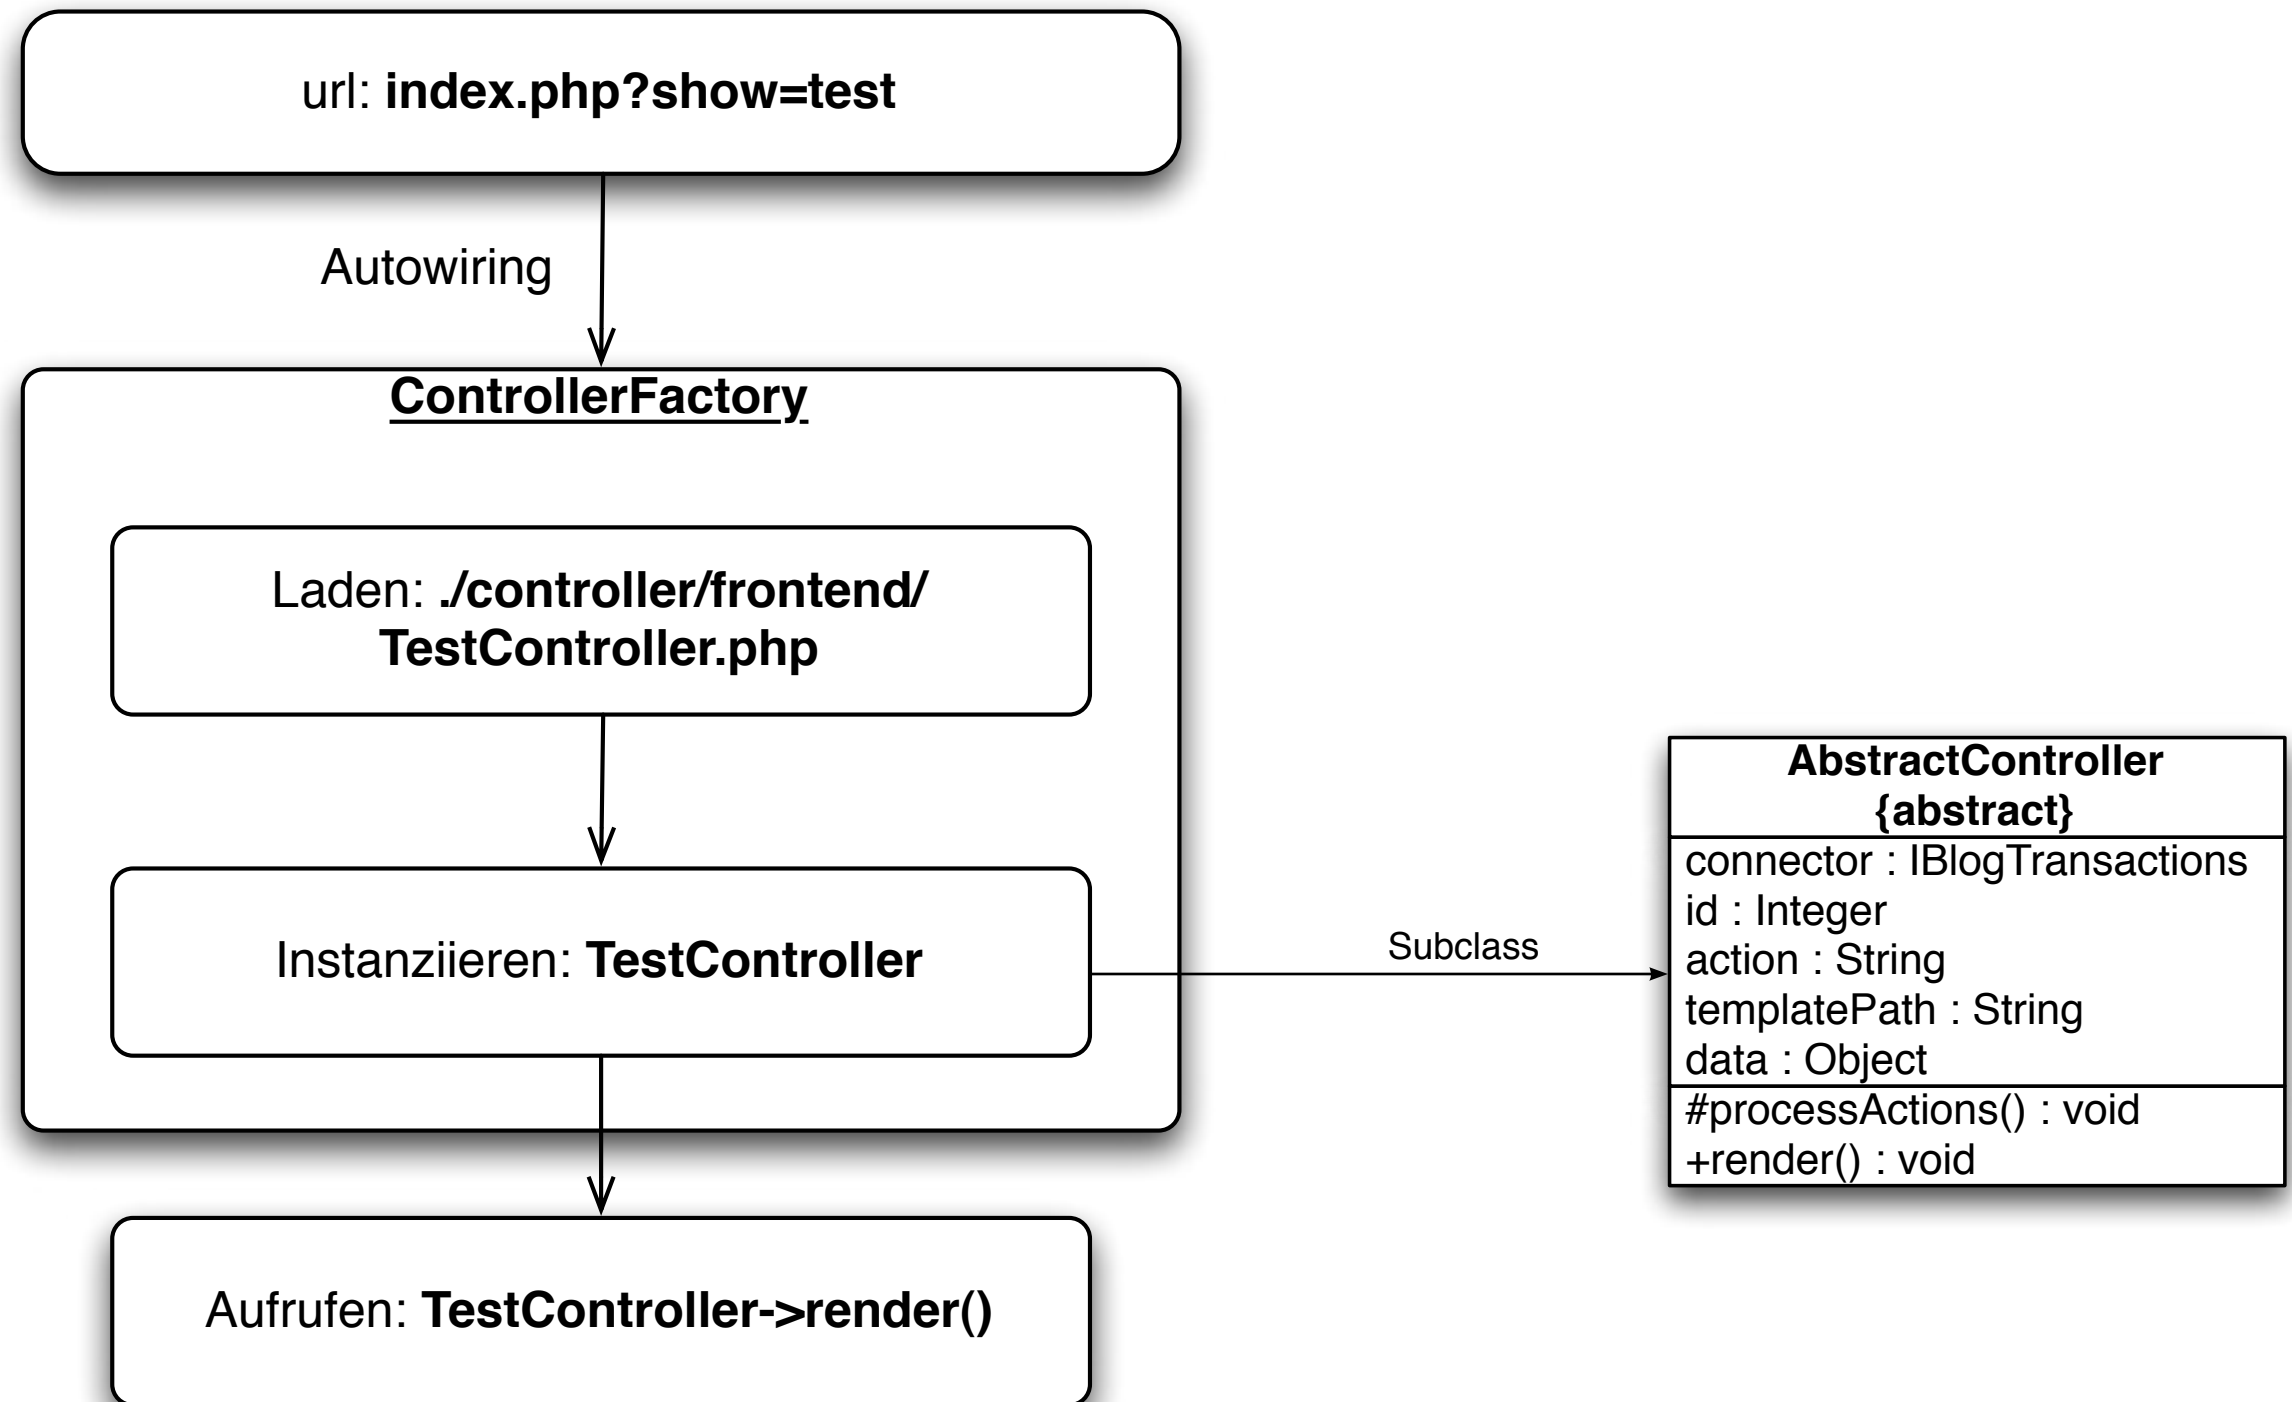 url: index.php?show=test
Autowiring
ControllerFactory
Laden: ./controller/frontend/
TestController.php
Instanziieren: TestController
Subclass
AbstractController
{abstract}
connector : IBlogTransactions
id : Integer
action : String
templatePath : String
data : Object
#processActions() : void
+render() : void
Aufrufen: TestController->render()